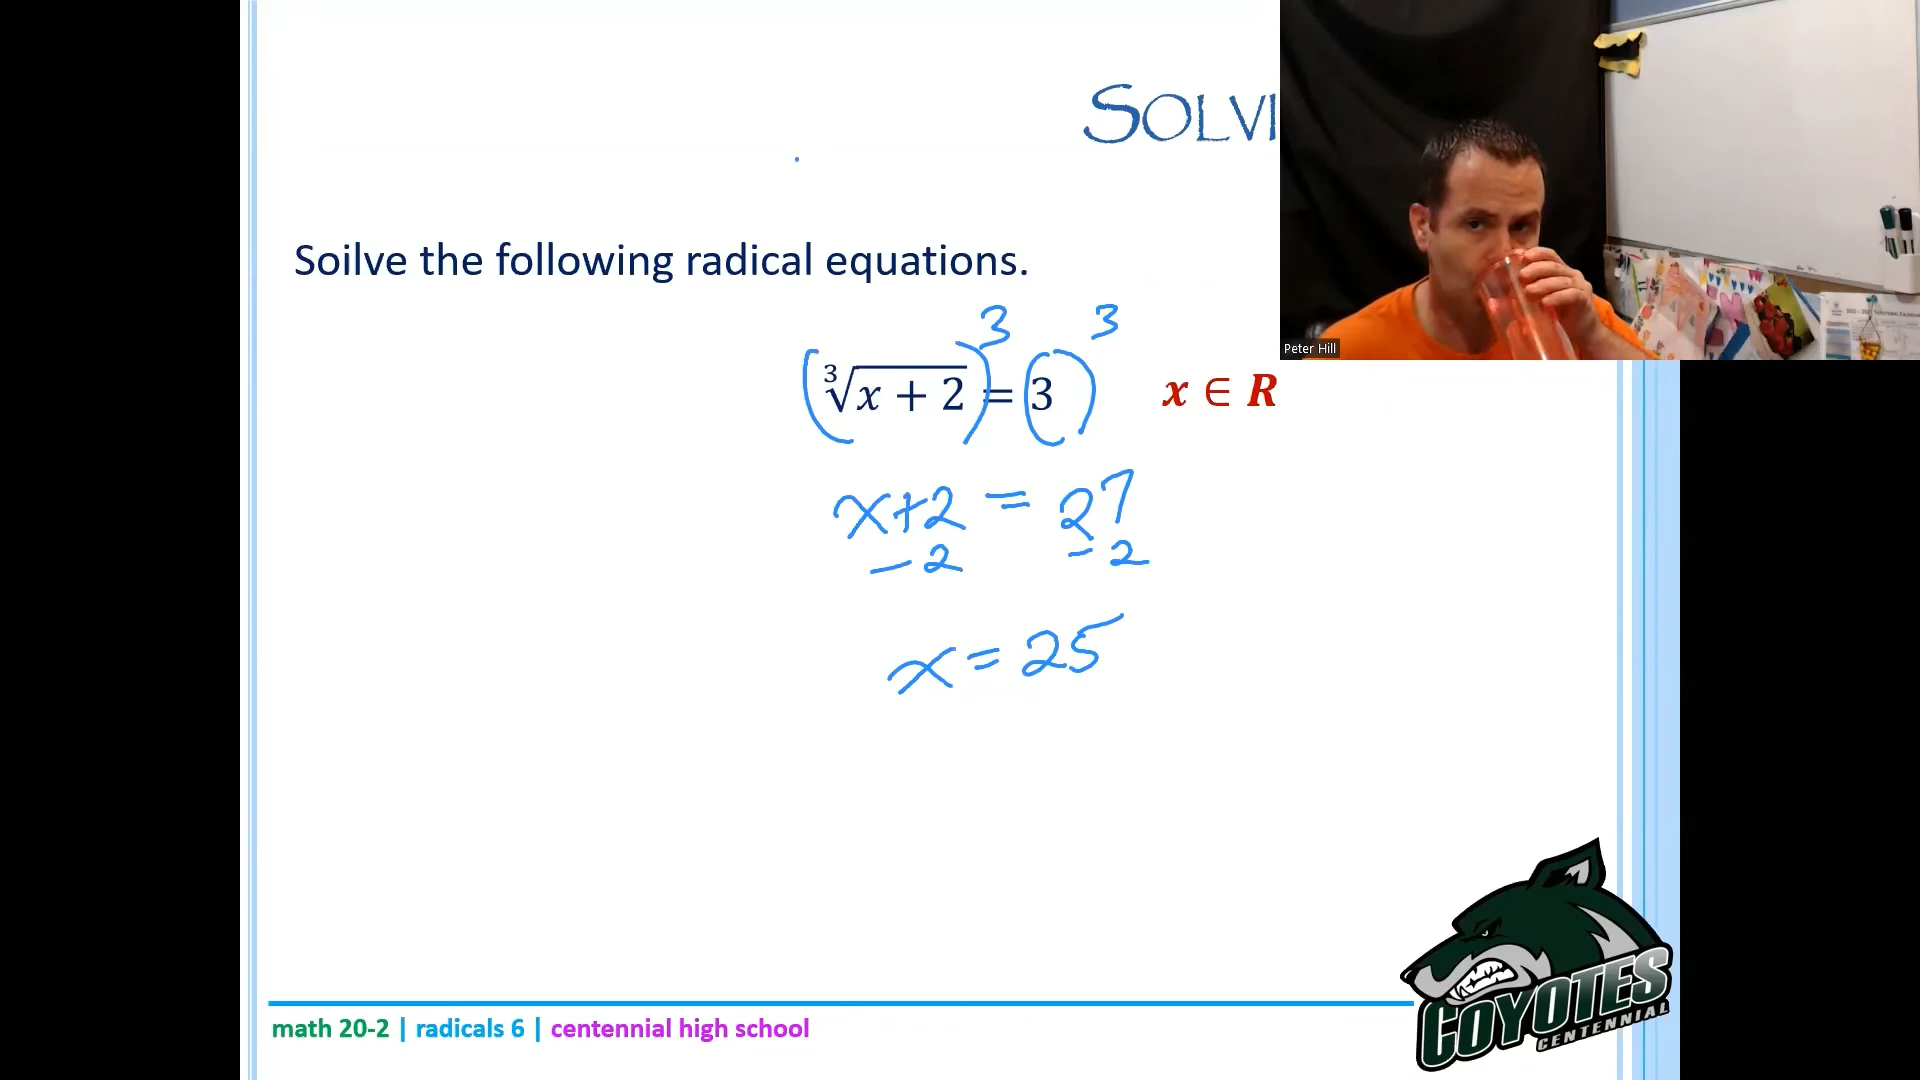 SOLVI
Peter Hill
Soilve the following radical equations.
(∛x + 2)³ = (3)³ x ∈ R
x+2 = 27
-2 -2
x = 25
COYOTES
CENTENNIAL
math 20-2 | radicals 6 | centennial high school